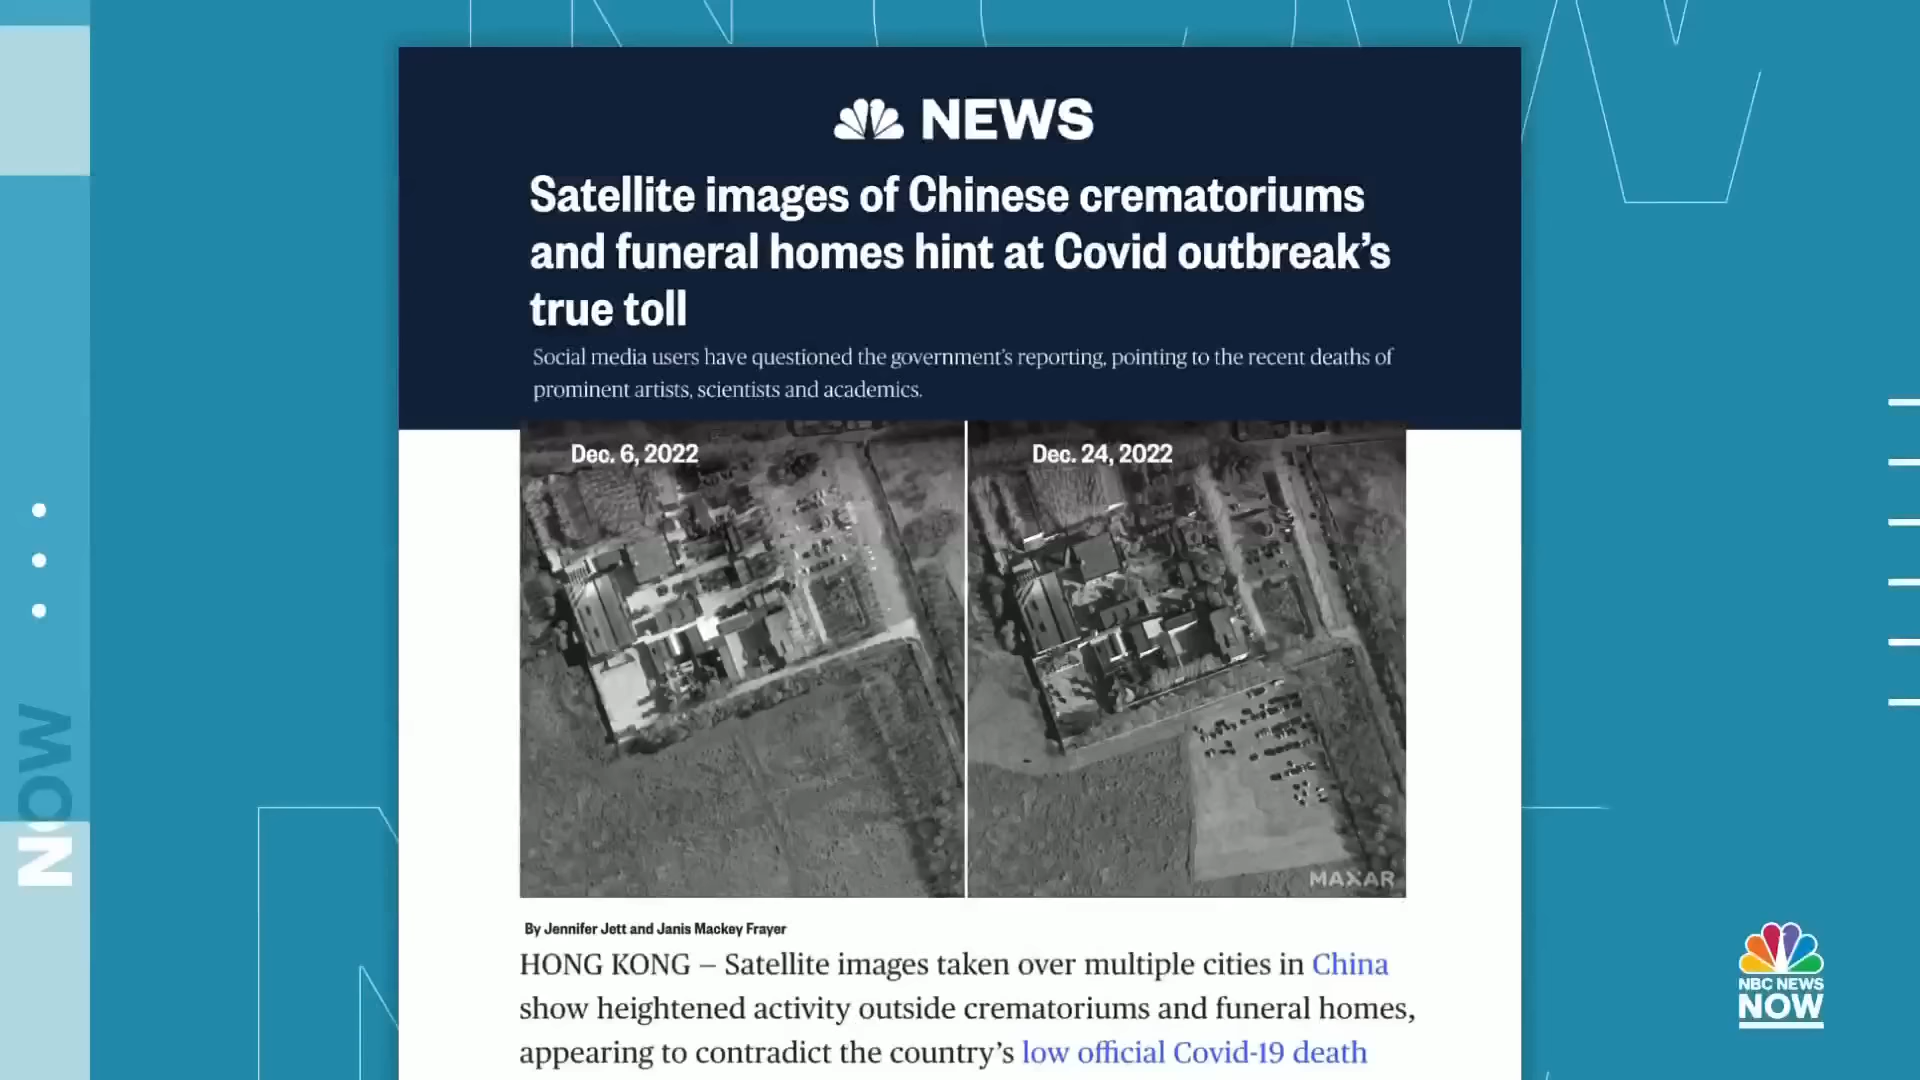 NEWS
Satellite images of Chinese crematoriums
and funeral homes hint at Covid outbreak's
true toll
Social media users have questioned the government's reporting, pointing to the recent deaths of
prominent artists, scientists and academics.
Dec. 6, 2022
Dec. 24, 2022
MAXAR
By Jennifer Jett and Janis Mackey Frayer
HONG KONG – Satellite images taken over multiple cities in China
show heightened activity outside crematoriums and funeral homes,
appearing to contradict the country's low official Covid-19 death
NOW
NBC NEWS
NOW